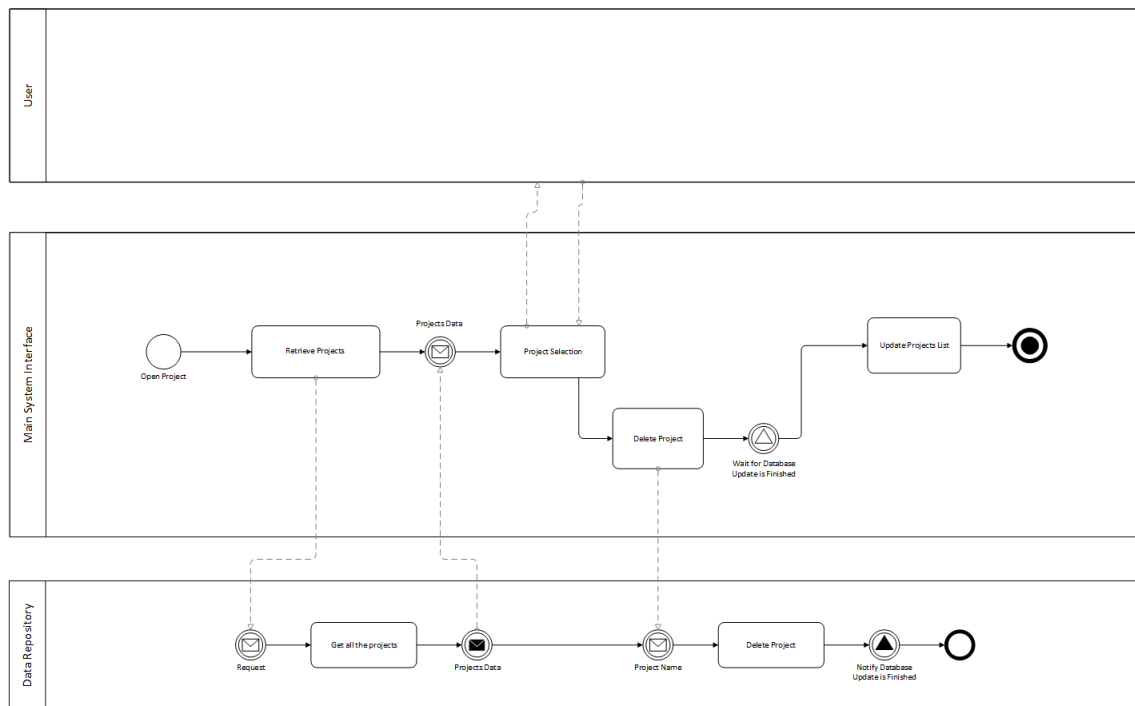 User
Main System Interface
Projects Data
Open Project
Retrieve Projects
Project Selection
Update Projects List
Delete Project
Wait for Database
Update is Finished
Data Repository
Request
Get all the projects
Projects Data
Project Name
Delete Project
Notify Database
Update is Finished